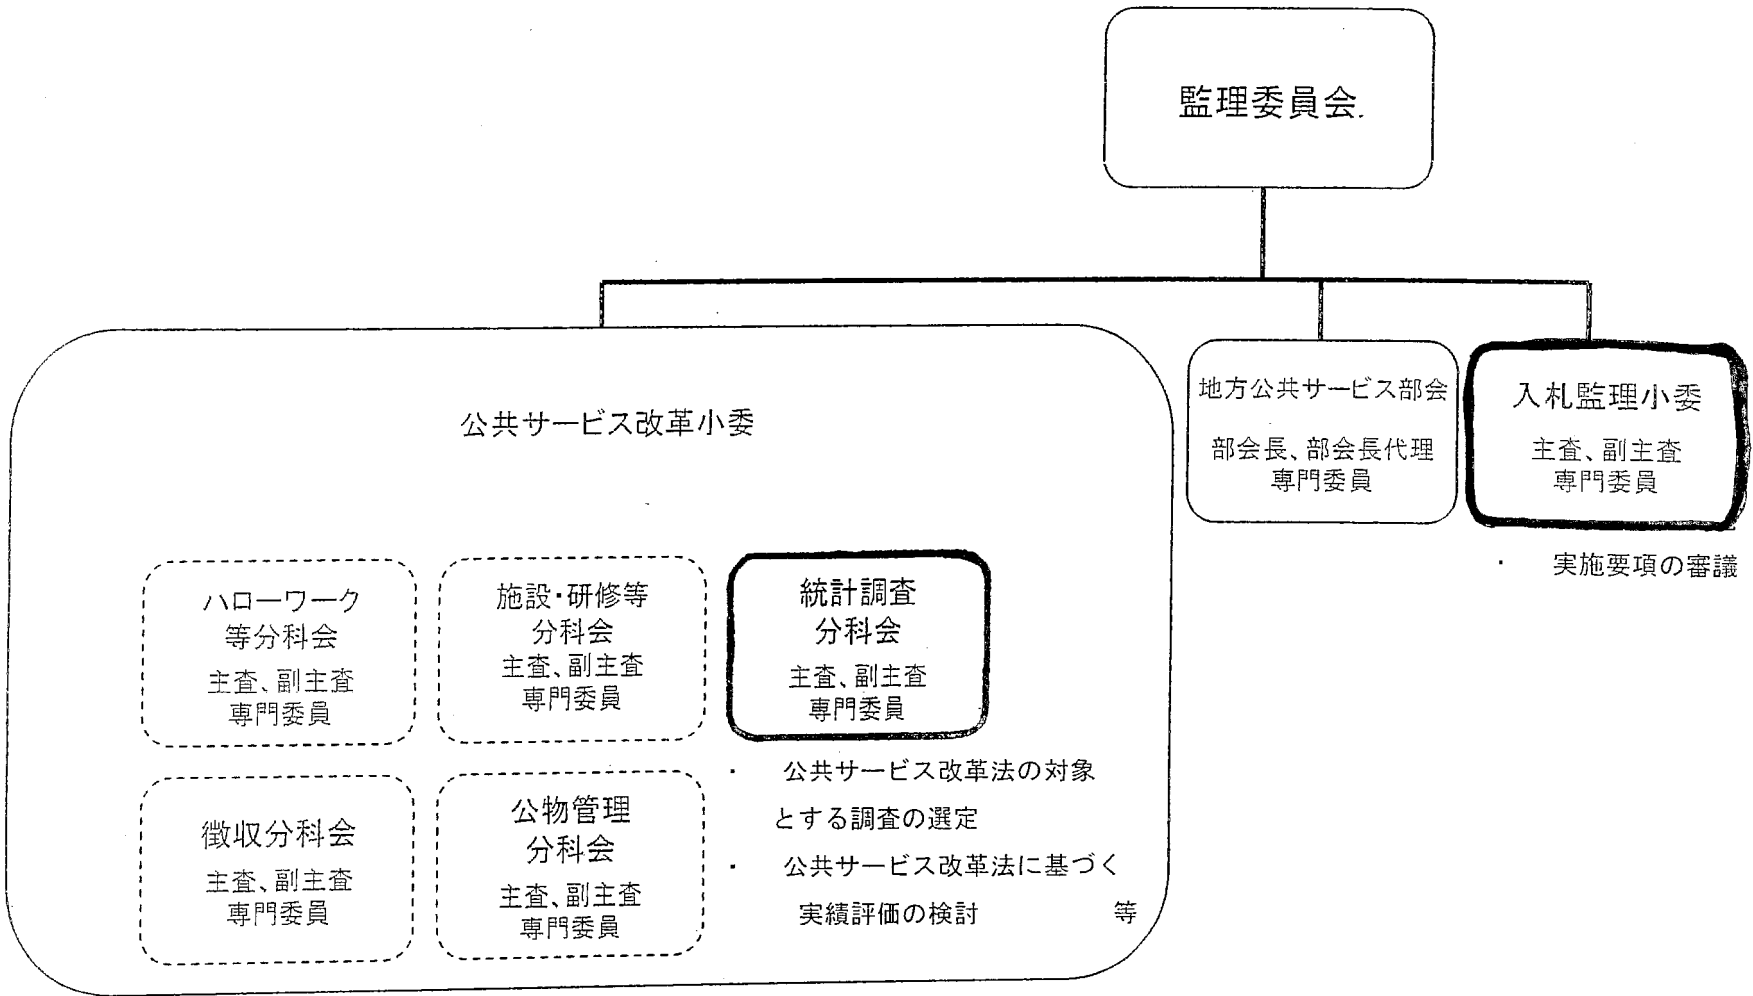 監理委員会
公共サービス改革小委
地方公共サービス部会
部会長、部会長代理
専門委員
入札監理小委
主査、副主査
専門委員
・ 実施要項の審議
ハローワーク
等分科会
主査、副主査
専門委員
施設・研修等
分科会
主査、副主査
専門委員
統計調査
分科会
主査、副主査
専門委員
・ 公共サービス改革法の対象
とする調査の選定
・ 公共サービス改革法に基づく
実績評価の検討 等
徴収分科会
主査、副主査
専門委員
公物管理
分科会
主査、副主査
専門委員